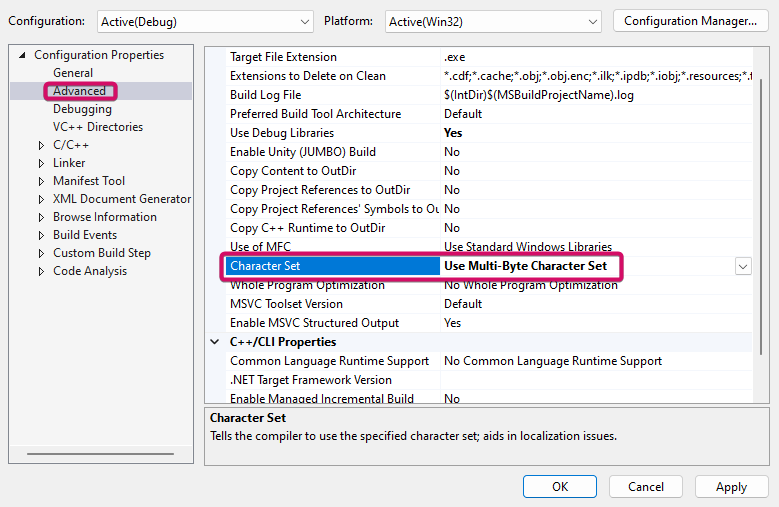 Configuration: Active(Debug) Platform: Active(Win32) Configuration Manager...
Configuration Properties
General
Advanced
Debugging
VC++ Directories
C/C++
Linker
Manifest Tool
XML Document Generator
Browse Information
Build Events
Custom Build Step
Code Analysis
Target File Extension .exe
Extensions to Delete on Clean *.cdf;*.cache;*.obj;*.obj.enc;*.ilk;*.ipdb;*.iobj;*.resources;*.t
Build Log File $(IntDir)$(MSBuildProjectName).log
Preferred Build Tool Architecture Default
Use Debug Libraries Yes
Enable Unity (JUMBO) Build No
Copy Content to OutDir No
Copy Project References to OutDir No
Copy Project References' Symbols to Ou No
Copy C++ Runtime to OutDir No
Use of MFC Use Standard Windows Libraries
Character Set Use Multi-Byte Character Set
Whole Program Optimization No Whole Program Optimization
MSVC Toolset Version Default
Enable MSVC Structured Output Yes
C++/CLI Properties
Common Language Runtime Support No Common Language Runtime Support
.NET Target Framework Version
Enable Managed Incremental Build No
Character Set
Tells the compiler to use the specified character set; aids in localization issues.
OK Cancel Apply